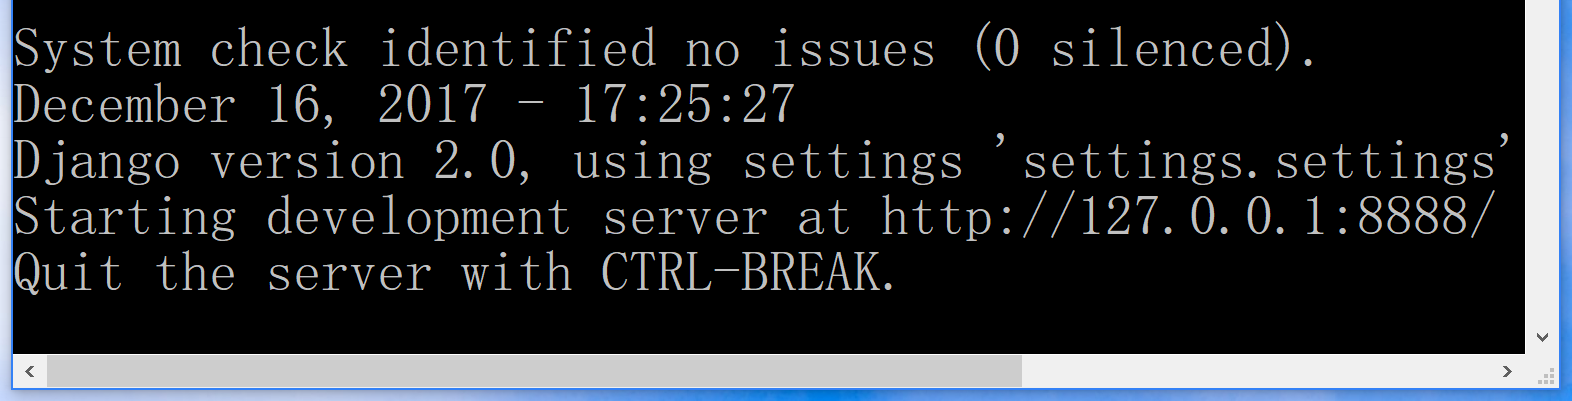 System check identified no issues (0 silenced).
December 16, 2017 - 17:25:27
Django version 2.0, using settings 'settings.settings'
Starting development server at http://127.0.0.1:8888/
Quit the server with CTRL-BREAK.